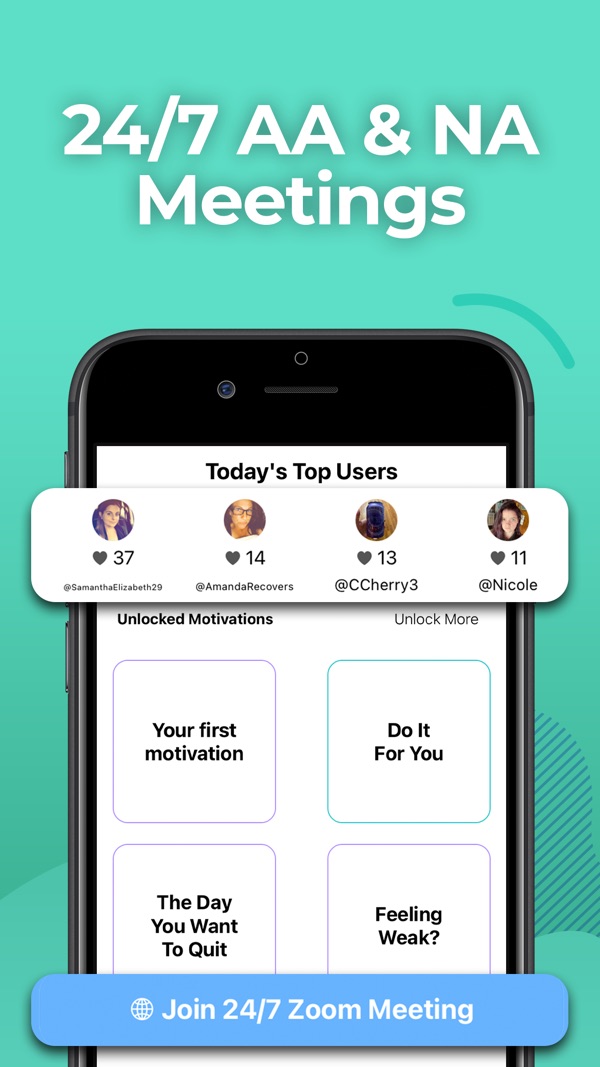 24/7 AA & NA
Meetings
Today's Top Users
37
14
13
11
@SamanthaElizabeth29
@AmandaRecovers
@CCherry3
@Nicole
Unlocked Motivations
Unlock More
Your first
motivation
Do It
For You
The Day
You Want
To Quit
Feeling
Weak?
Join 24/7 Zoom Meeting